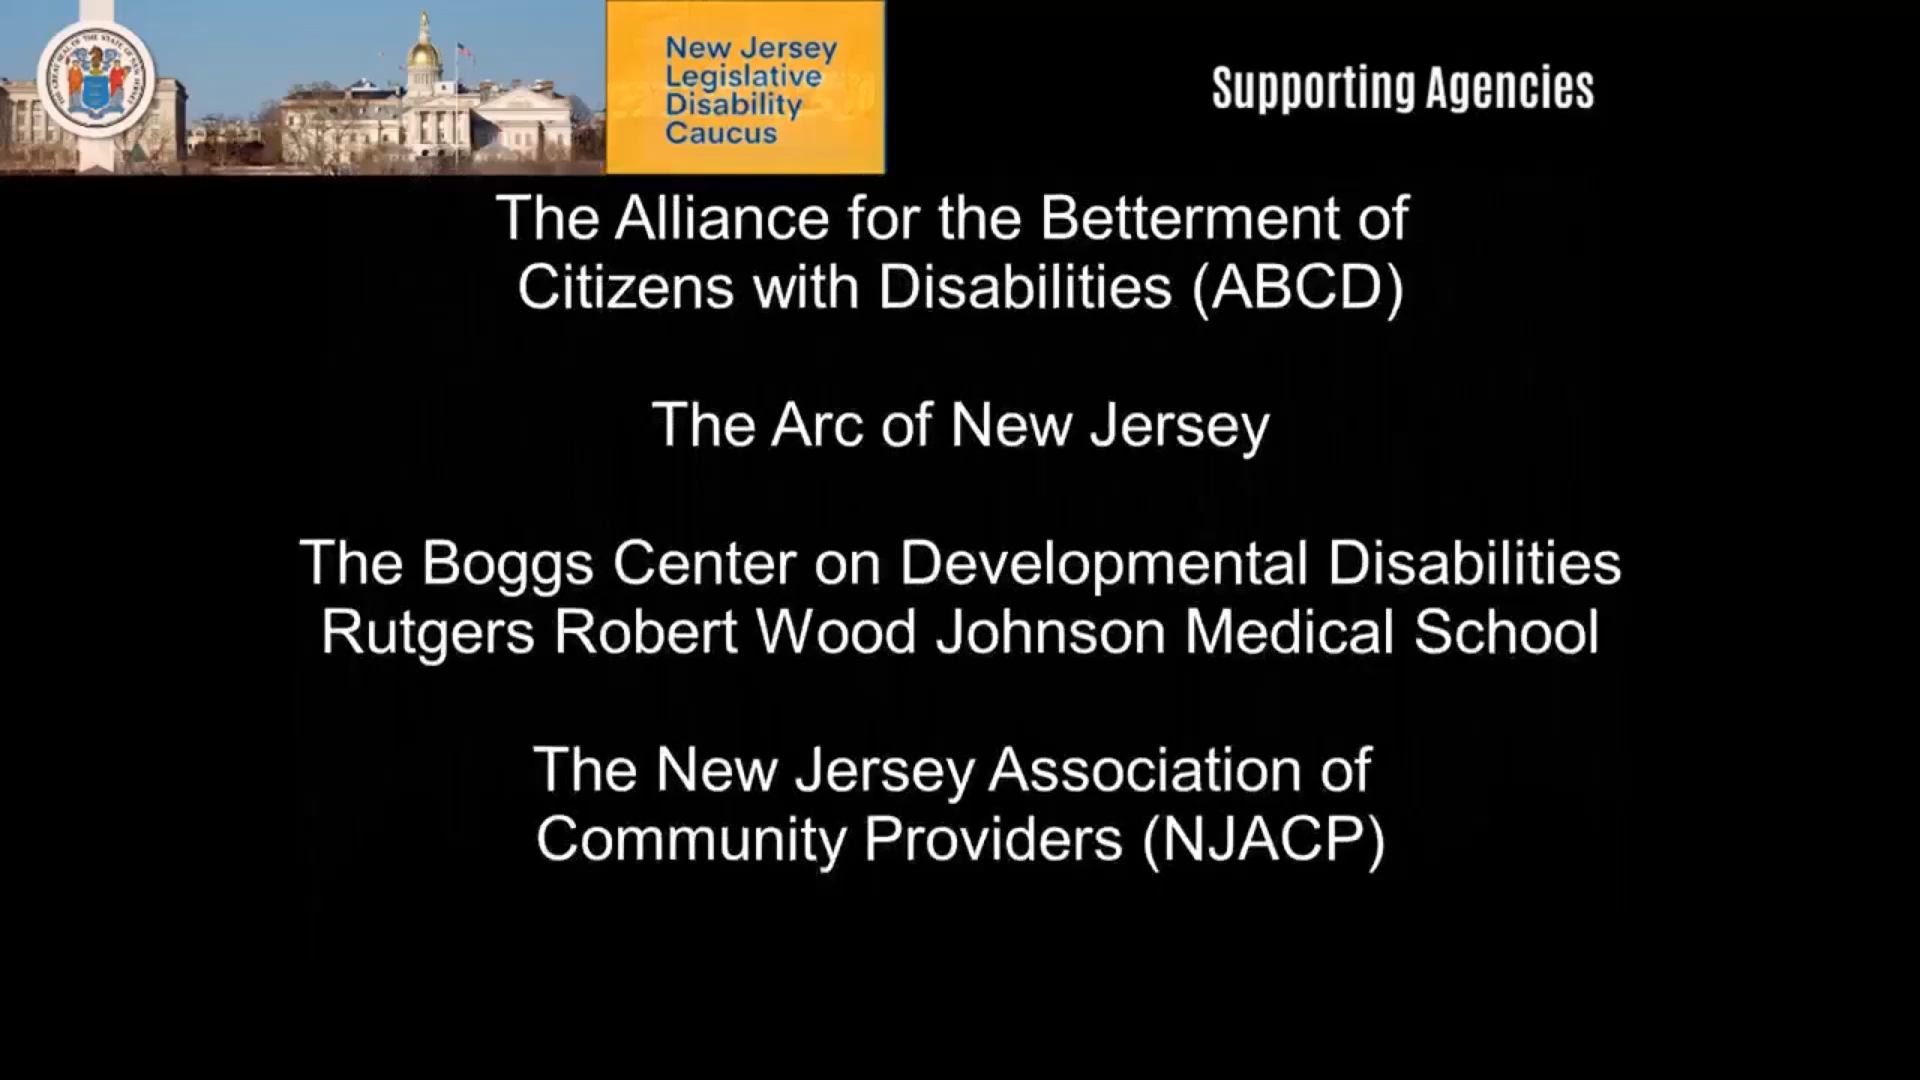 New Jersey
Legislative
Disability
Caucus
Supporting Agencies
The Alliance for the Betterment of
Citizens with Disabilities (ABCD)
The Arc of New Jersey
The Boggs Center on Developmental Disabilities
Rutgers Robert Wood Johnson Medical School
The New Jersey Association of
Community Providers (NJACP)